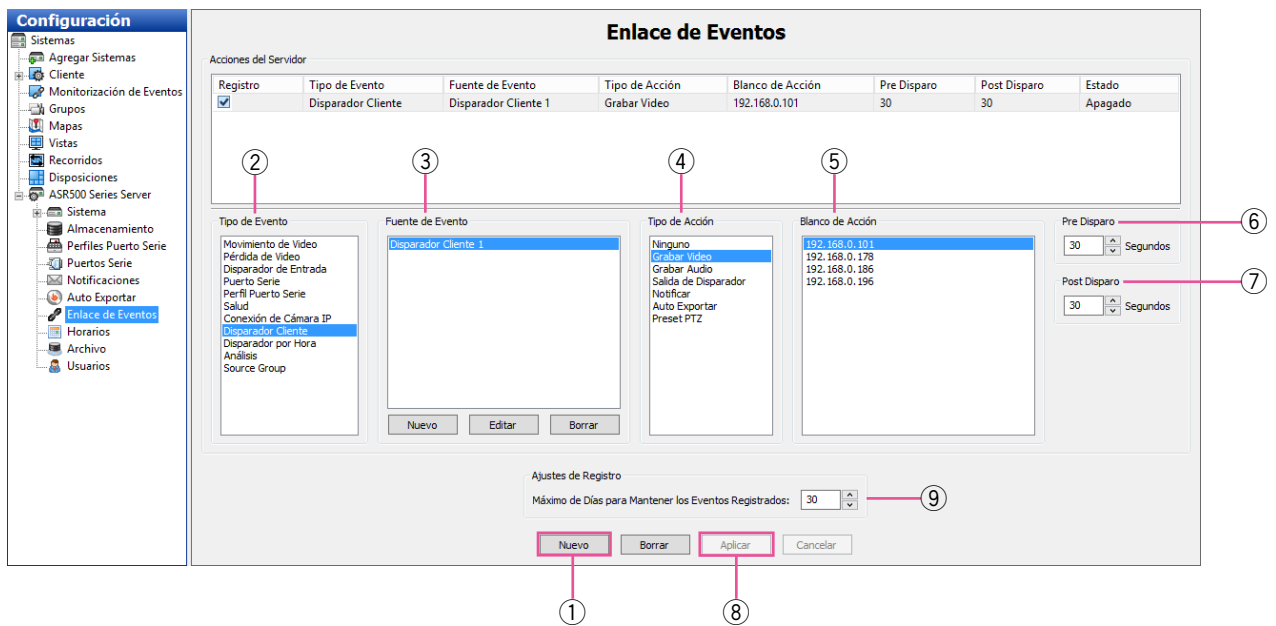 Configuración
Sistemas
Agregar Sistemas
Cliente
Monitorización de Eventos
Grupos
Mapas
Vistas
Recorridos
Disposiciones
ASR500 Series Server
Sistema
Almacenamiento
Perfiles Puerto Serie
Puertos Serie
Notificaciones
Auto Exportar
Enlace de Eventos
Horarios
Archivo
Usuarios
Enlace de Eventos
Acciones del Servidor
Registro Tipo de Evento Fuente de Evento Tipo de Acción Blanco de Acción Pre Disparo Post Disparo Estado
Disparador Cliente Disparador Cliente 1 Grabar Video 192.168.0.101 30 30 Apagado
② ③ ④ ⑤
Tipo de Evento
Movimiento de Video
Pérdida de Video
Disparador de Entrada
Puerto Serie
Perfil Puerto Serie
Salud
Conexión de Cámara IP
Disparador Cliente
Disparador por Hora
Análisis
Source Group
Fuente de Evento
Disparador Cliente 1
Nuevo Editar Borrar
Tipo de Acción
Ninguno
Grabar Video
Grabar Audio
Salida de Disparador
Notificar
Auto Exportar
Preset PTZ
Blanco de Acción
192.168.0.101
192.168.0.178
192.168.0.186
192.168.0.196
Pre Disparo ⑥
30 Segundos
Post Disparo ⑦
30 Segundos
Ajustes de Registro
Máximo de Días para Mantener los Eventos Registrados: 30 ⑨
Nuevo Borrar Aplicar Cancelar
① ⑧